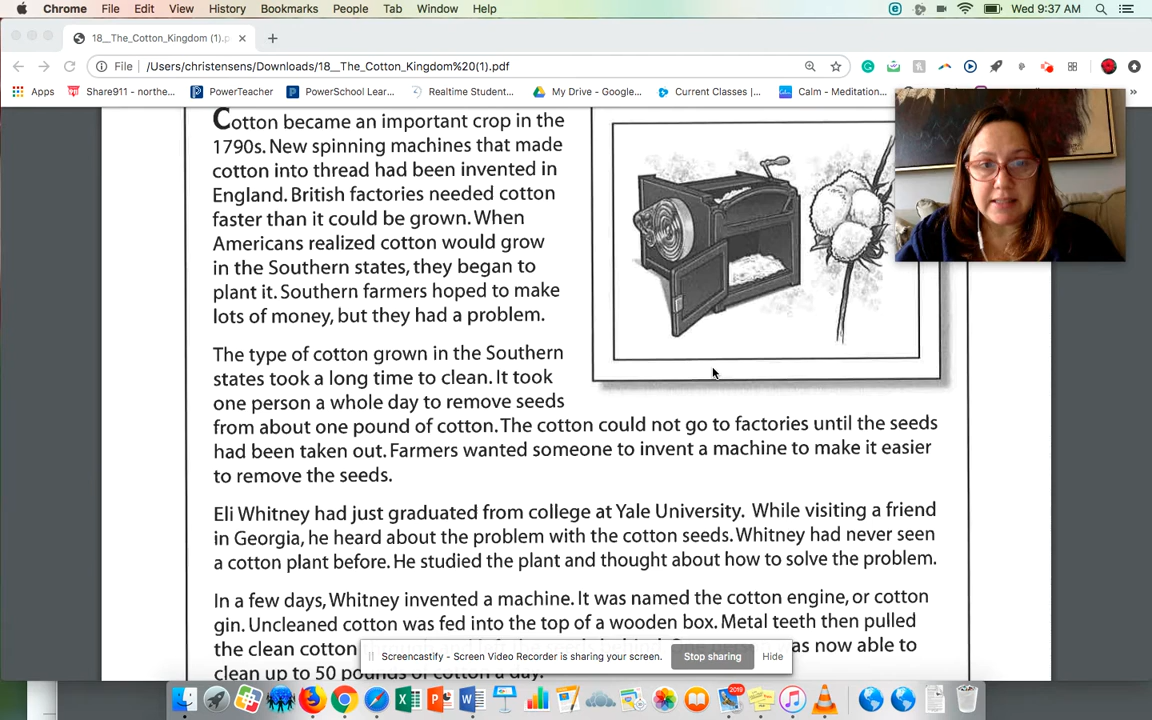 Chrome File Edit View History Bookmarks People Tab Window Help Wed 9:37 AM
18__The_Cotton_Kingdom (1).p
File /Users/christensens/Downloads/18__The_Cotton_Kingdom%20(1).pdf
Apps Share911 - northe... PowerTeacher PowerSchool Lear... Realtime Student... My Drive - Google... Current Classes |... Calm - Meditation... »
Cotton became an important crop in the
1790s. New spinning machines that made
cotton into thread had been invented in
England. British factories needed cotton
faster than it could be grown. When
Americans realized cotton would grow
in the Southern states, they began to
plant it. Southern farmers hoped to make
lots of money, but they had a problem.
The type of cotton grown in the Southern
states took a long time to clean. It took
one person a whole day to remove seeds
from about one pound of cotton. The cotton could not go to factories until the seeds
had been taken out. Farmers wanted someone to invent a machine to make it easier
to remove the seeds.
Eli Whitney had just graduated from college at Yale University. While visiting a friend
in Georgia, he heard about the problem with the cotton seeds. Whitney had never seen
a cotton plant before. He studied the plant and thought about how to solve the problem.
In a few days, Whitney invented a machine. It was named the cotton engine, or cotton
gin. Uncleaned cotton was fed into the top of a wooden box. Metal teeth then pulled
the clean cotton as now able to
clean up to 50 pounds of cotton a day.
Screencastify - Screen Video Recorder is sharing your screen. Stop sharing Hide
2019